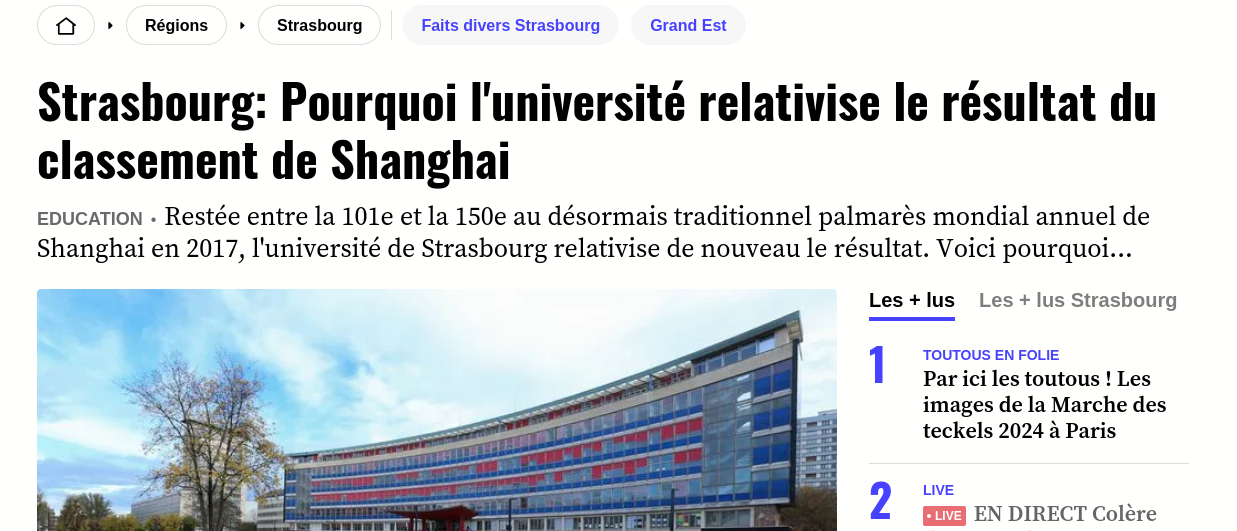 Régions
Strasbourg
Faits divers Strasbourg
Grand Est
Strasbourg: Pourquoi l'université relativise le résultat du
classement de Shanghai
EDUCATION • Restée entre la 101e et la 150e au désormais traditionnel palmarès mondial annuel de
Shanghai en 2017, l'université de Strasbourg relativise de nouveau le résultat. Voici pourquoi...
Les + lus
Les + lus Strasbourg
1
TOUTOUS EN FOLIE
Par ici les toutous ! Les
images de la Marche des
teckels 2024 à Paris
2
LIVE
• LIVE EN DIRECT Colère